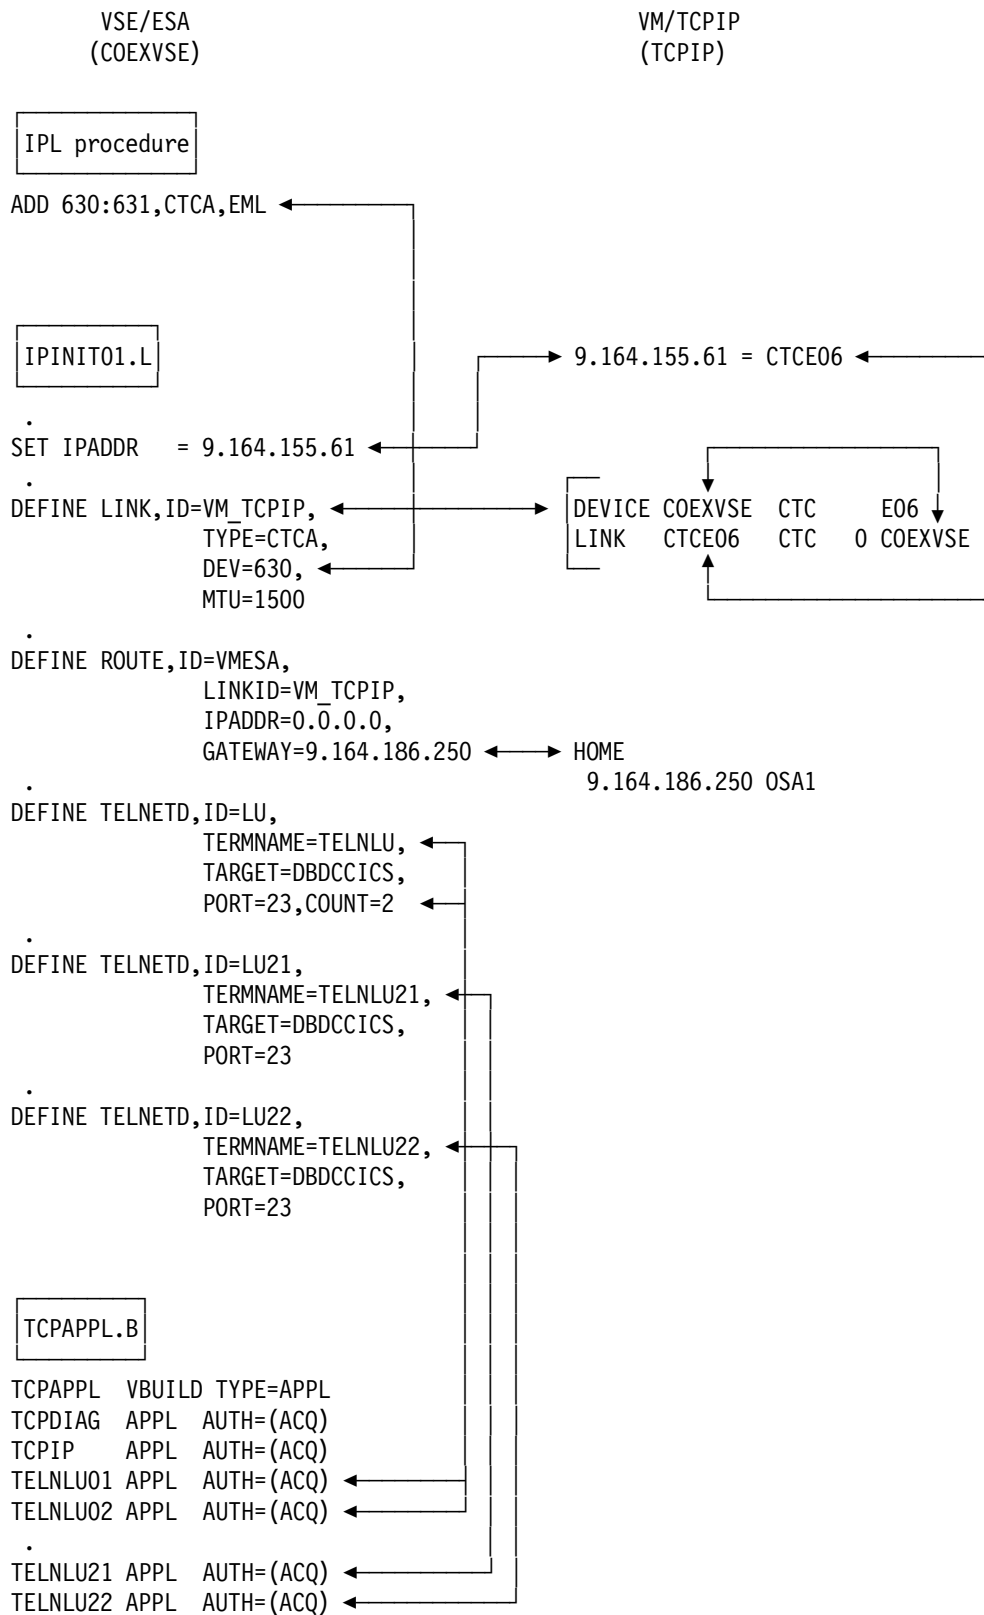 VSE/ESA VM/TCPIP
(COEXVSE) (TCPIP)
IPL procedure
ADD 630:631,CTCA,EML
IPINIT01.L 9.164.155.61 = CTCE06
.
SET IPADDR = 9.164.155.61
.
DEFINE LINK,ID=VM_TCPIP, DEVICE COEXVSE CTC E06
TYPE=CTCA, LINK CTCE06 CTC 0 COEXVSE
DEV=630,
MTU=1500
.
DEFINE ROUTE,ID=VMESA,
LINKID=VM_TCPIP,
IPADDR=0.0.0.0,
GATEWAY=9.164.186.250 HOME
. 9.164.186.250 OSA1
DEFINE TELNETD,ID=LU,
TERMNAME=TELNLU,
TARGET=DBDCCICS,
PORT=23,COUNT=2
.
DEFINE TELNETD,ID=LU21,
TERMNAME=TELNLU21,
TARGET=DBDCCICS,
PORT=23
.
DEFINE TELNETD,ID=LU22,
TERMNAME=TELNLU22,
TARGET=DBDCCICS,
PORT=23
TCPAPPL.B
TCPAPPL VBUILD TYPE=APPL
TCPDIAG APPL AUTH=(ACQ)
TCPIP APPL AUTH=(ACQ)
TELNLU01 APPL AUTH=(ACQ)
TELNLU02 APPL AUTH=(ACQ)
.
TELNLU21 APPL AUTH=(ACQ)
TELNLU22 APPL AUTH=(ACQ)